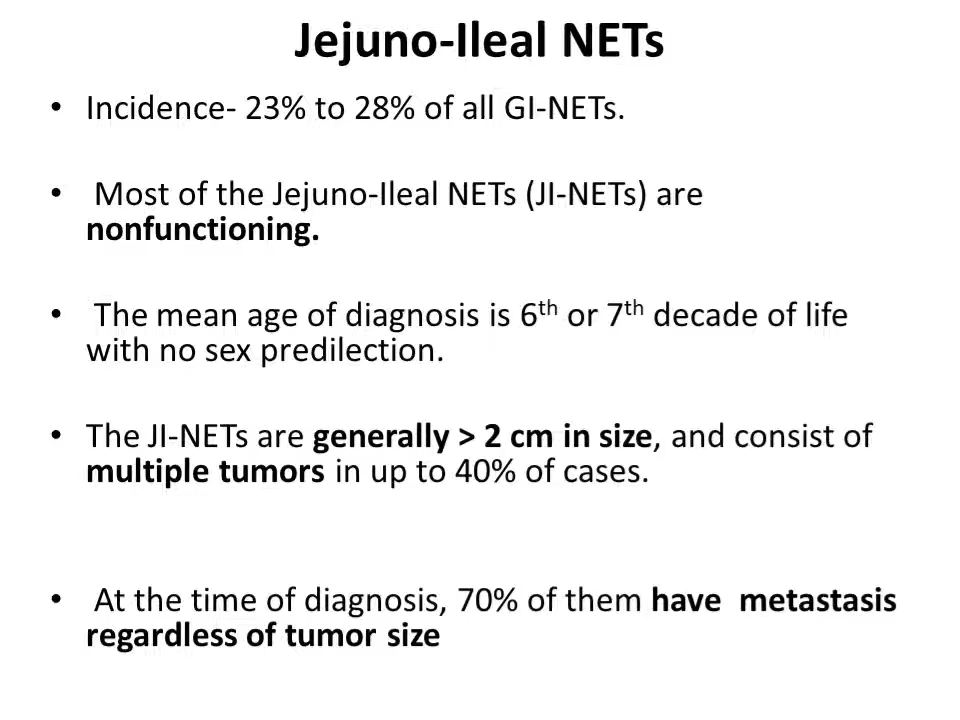 Jejuno-Ileal NETs
• Incidence- 23% to 28% of all GI-NETs.
• Most of the Jejuno-Ileal NETs (JI-NETs) are
nonfunctioning.
• The mean age of diagnosis is 6th or 7th decade of life
with no sex predilection.
• The JI-NETs are generally > 2 cm in size, and consist of
multiple tumors in up to 40% of cases.
• At the time of diagnosis, 70% of them have  metastasis
regardless of tumor size